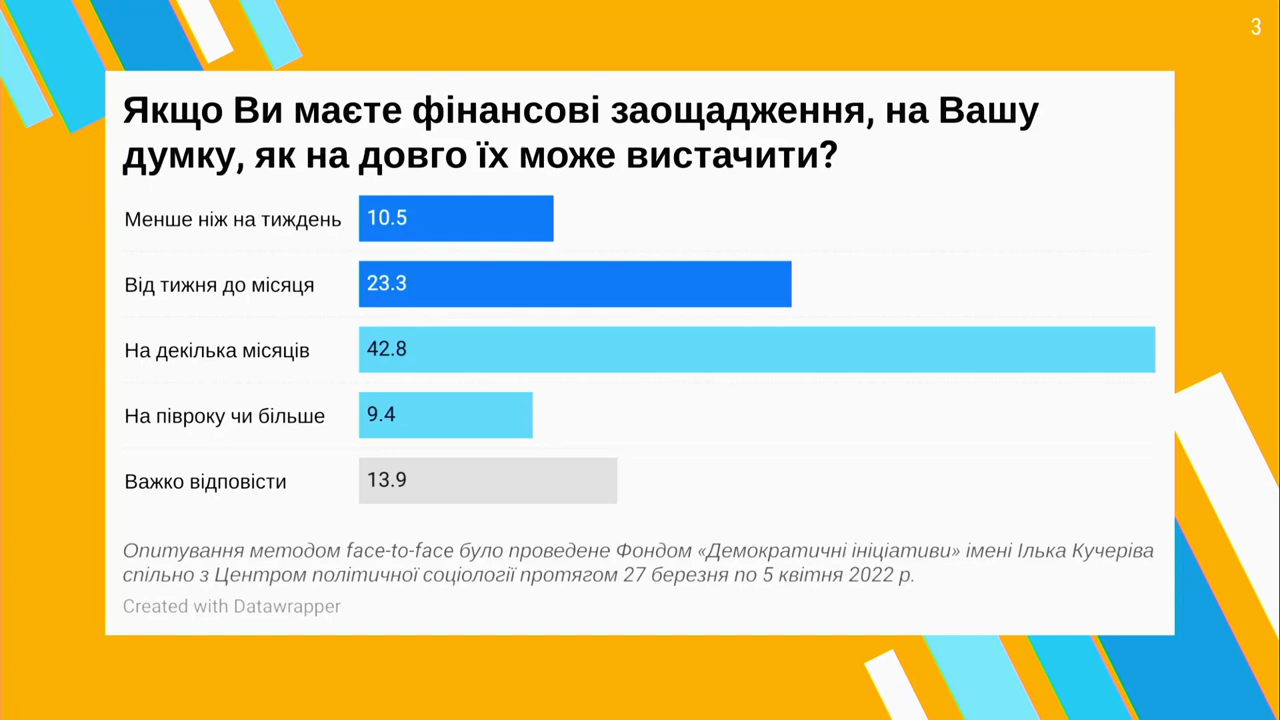 3
Якщо Ви маєте фінансові заощадження, на Вашу
думку, як на довго їх може вистачити?
Менше ніж на тиждень 10.5
Від тижня до місяця 23.3
На декілька місяців 42.8
На півроку чи більше 9.4
Важко відповісти 13.9
Опитування методом face-to-face було проведене Фондом «Демократичні ініціативи» імені Ілька Кучеріва
спільно з Центром політичної соціології протягом 27 березня по 5 квітня 2022 р.
Created with Datawrapper